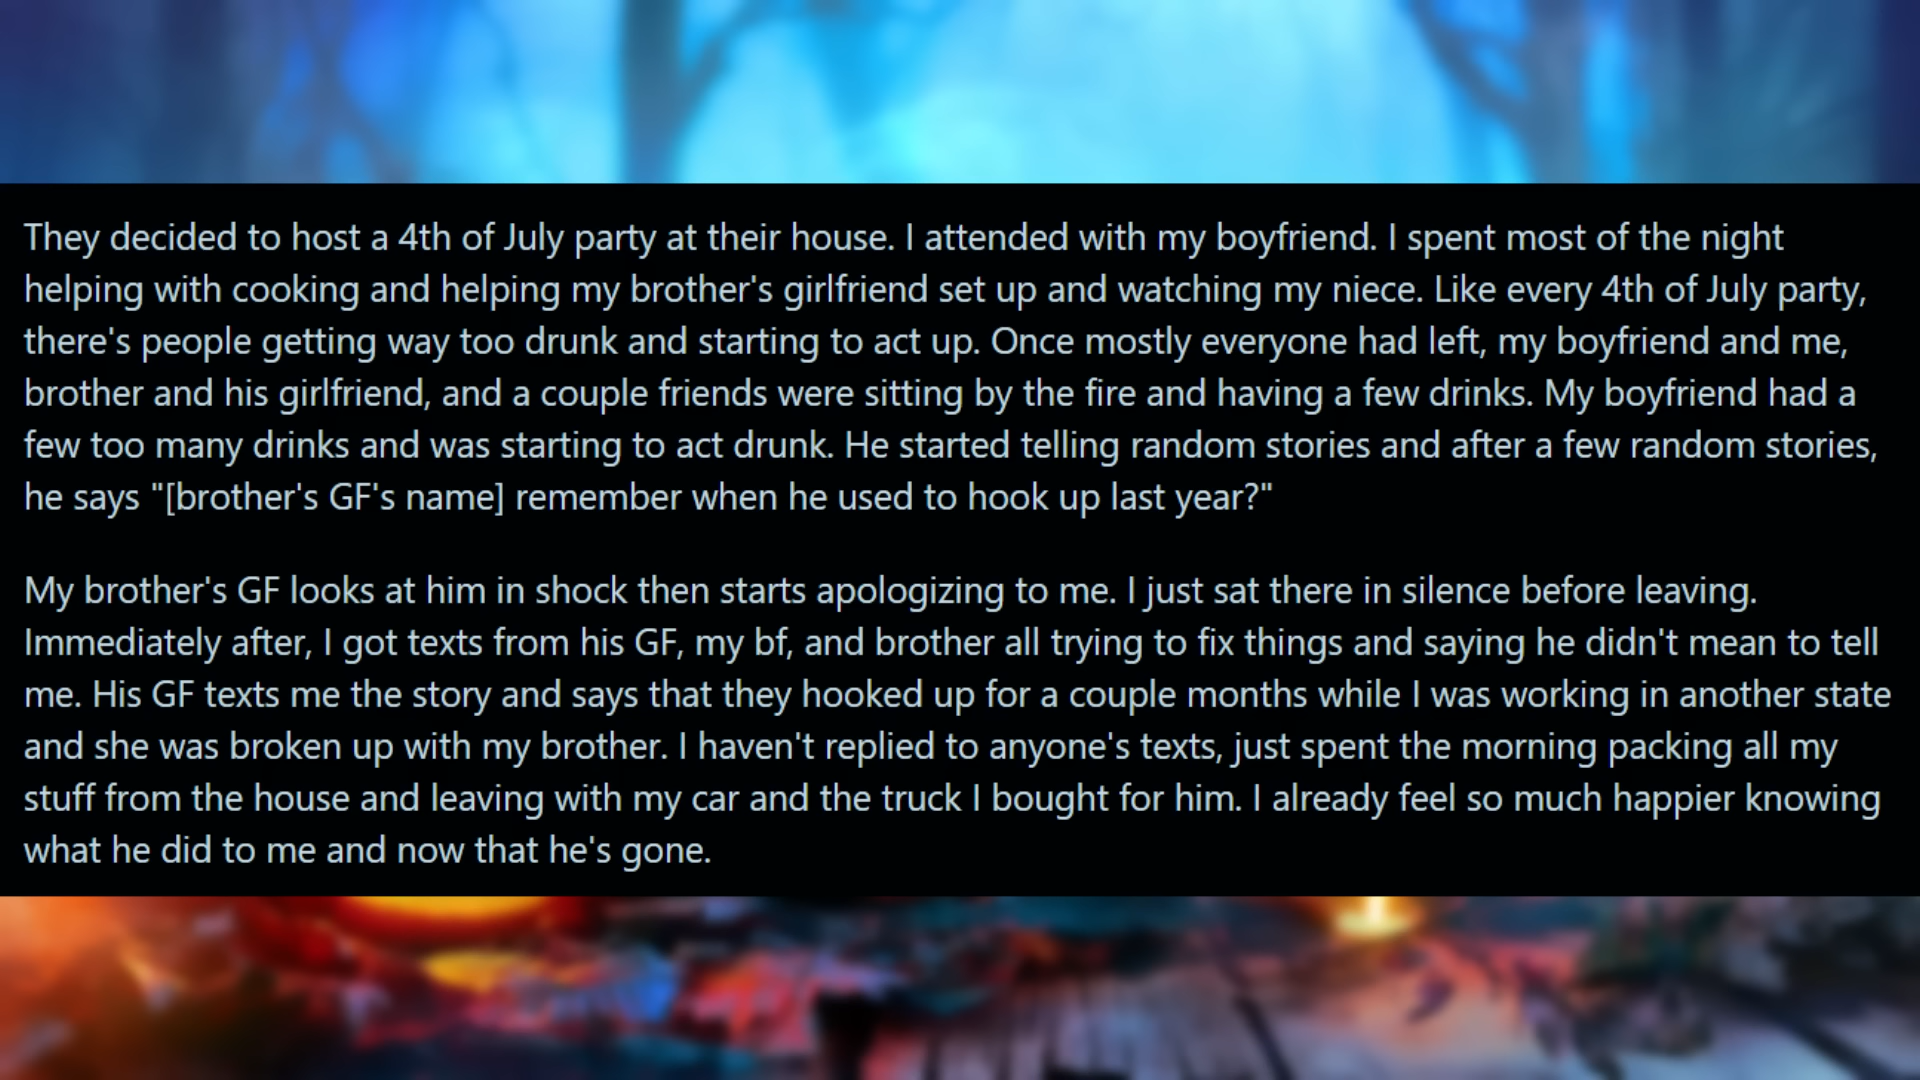 They decided to host a 4th of July party at their house. I attended with my boyfriend. I spent most of the night
helping with cooking and helping my brother's girlfriend set up and watching my niece. Like every 4th of July party,
there's people getting way too drunk and starting to act up. Once mostly everyone had left, my boyfriend and me,
brother and his girlfriend, and a couple friends were sitting by the fire and having a few drinks. My boyfriend had a
few too many drinks and was starting to act drunk. He started telling random stories and after a few random stories,
he says "[brother's GF's name] remember when he used to hook up last year?"
My brother's GF looks at him in shock then starts apologizing to me. I just sat there in silence before leaving.
Immediately after, I got texts from his GF, my bf, and brother all trying to fix things and saying he didn't mean to tell
me. His GF texts me the story and says that they hooked up for a couple months while I was working in another state
and she was broken up with my brother. I haven't replied to anyone's texts, just spent the morning packing all my
stuff from the house and leaving with my car and the truck I bought for him. I already feel so much happier knowing
what he did to me and now that he's gone.